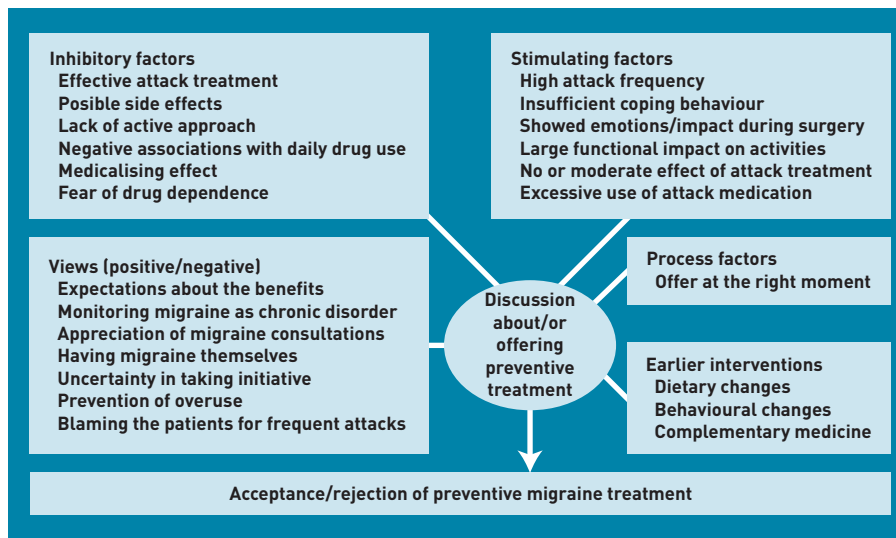 Inhibitory factors
Effective attack treatment
Posible side effects
Lack of active approach
Negative associations with daily drug use
Medicalising effect
Fear of drug dependence
Stimulating factors
High attack frequency
Insufficient coping behaviour
Showed emotions/impact during surgery
Large functional impact on activities
No or moderate effect of attack treatment
Excessive use of attack medication
Views (positive/negative)
Expectations about the benefits
Monitoring migraine as chronic disorder
Appreciation of migraine consultations
Having migraine themselves
Uncertainty in taking initiative
Prevention of overuse
Blaming the patients for frequent attacks
Discussion
about/or
offering
preventive
treatment
Process factors
Offer at the right moment
Earlier interventions
Dietary changes
Behavioural changes
Complementary medicine
Acceptance/rejection of preventive migraine treatment